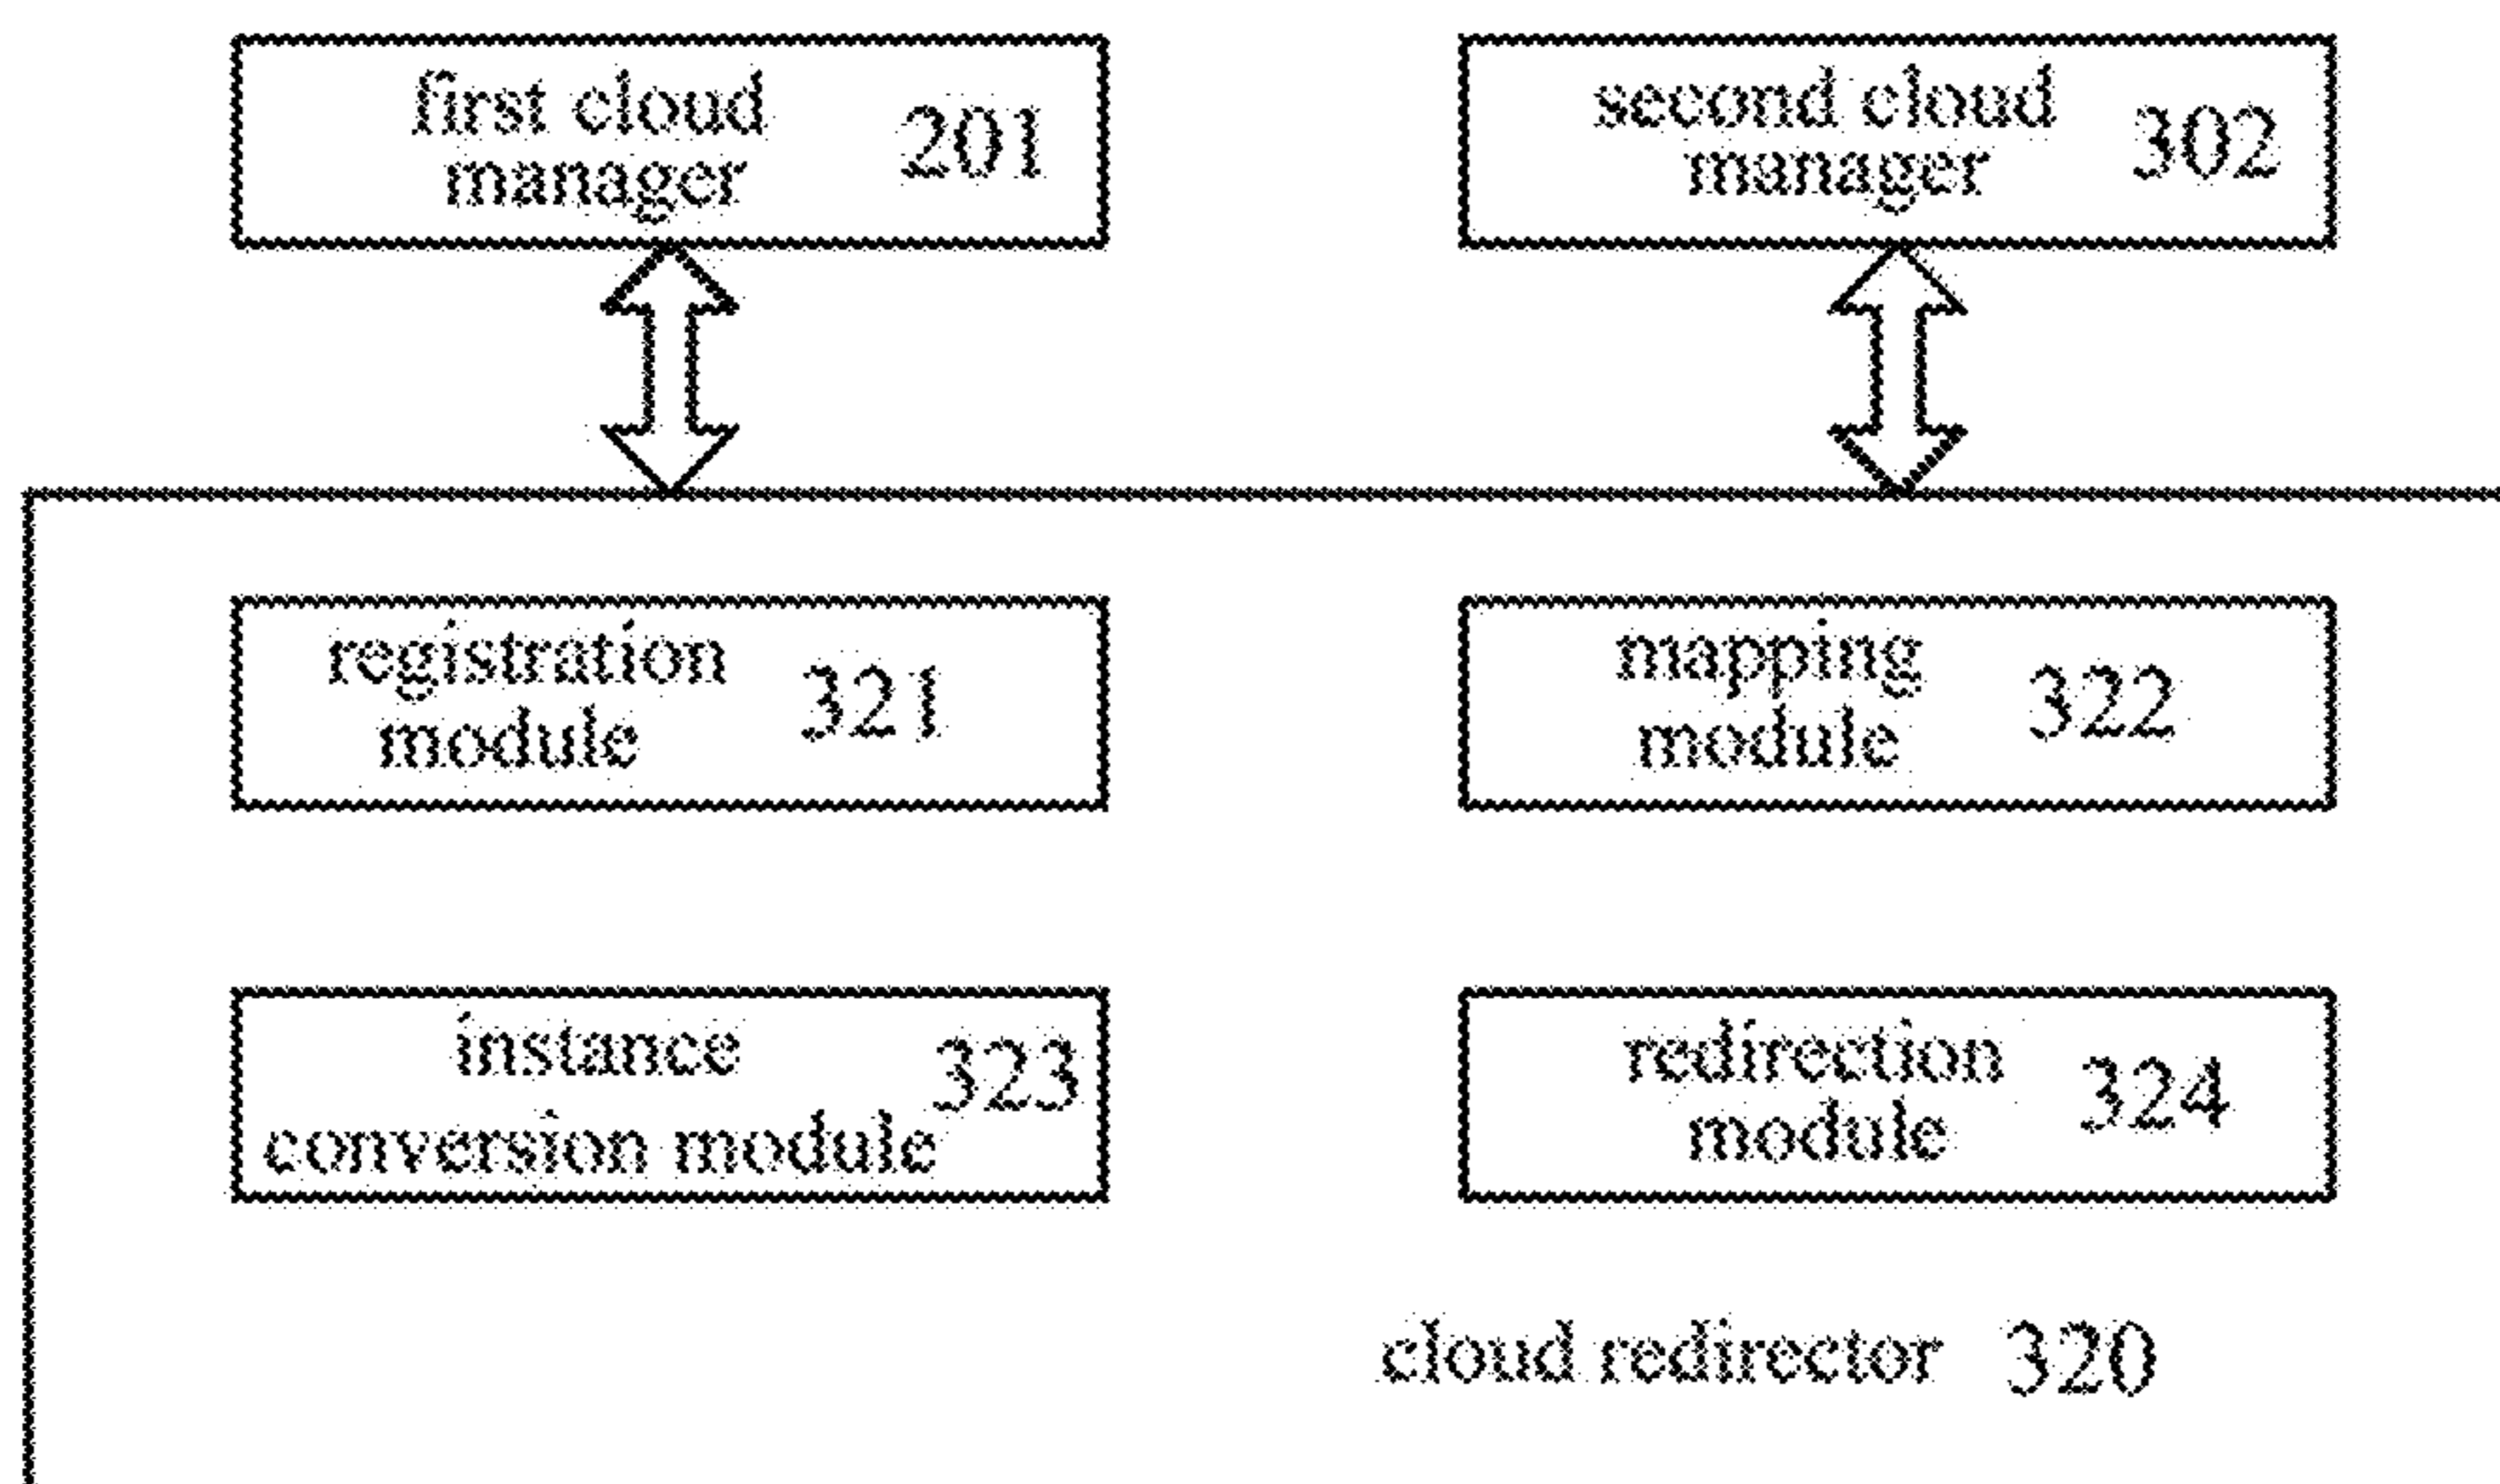 first cloud
manager
201
second cloud
manager
302
registration
module
321
mapping
module
322
instance
conversion module
323
redirection
module
324
cloud redirector 320